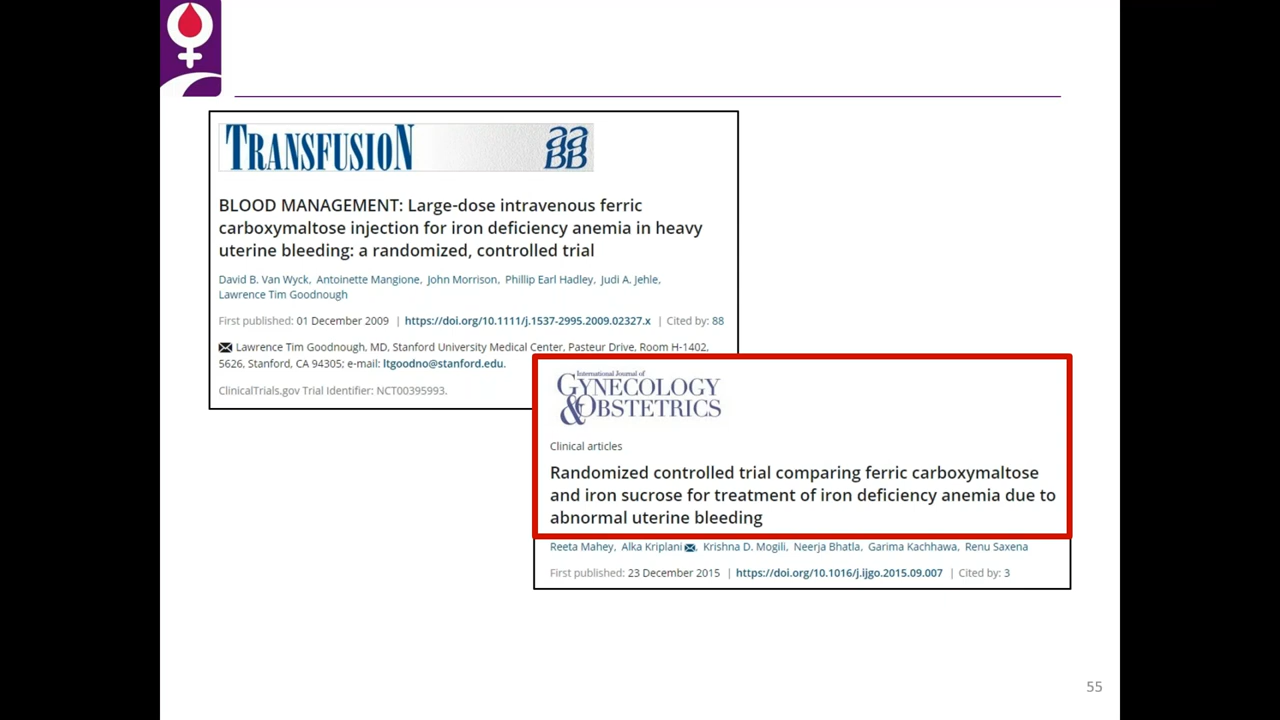 TRANSFUSION
aaBB
BLOOD MANAGEMENT: Large-dose intravenous ferric
carboxymaltose injection for iron deficiency anemia in heavy
uterine bleeding: a randomized, controlled trial
David B. Van Wyck, Antoinette Mangione, John Morrison, Phillip Earl Hadley, Judi A. Jehle,
Lawrence Tim Goodnough
First published: 01 December 2009 | https://doi.org/10.1111/j.1537-2995.2009.02327.x | Cited by: 88
Lawrence Tim Goodnough, MD, Stanford University Medical Center, Pasteur Drive, Room H-1402,
5626, Stanford, CA 94305; e-mail: ltgoodno@stanford.edu.
ClinicalTrials.gov Trial Identifier: NCT00395993.
International Journal of
GYNECOLOGY
&OBSTETRICS
Clinical articles
Randomized controlled trial comparing ferric carboxymaltose
and iron sucrose for treatment of iron deficiency anemia due to
abnormal uterine bleeding
Reeta Mahey, Alka Kriplani, Krishna D. Mogili, Neerja Bhatla, Garima Kachhawa, Renu Saxena
First published: 23 December 2015 | https://doi.org/10.1016/j.ijgo.2015.09.007 | Cited by: 3
55